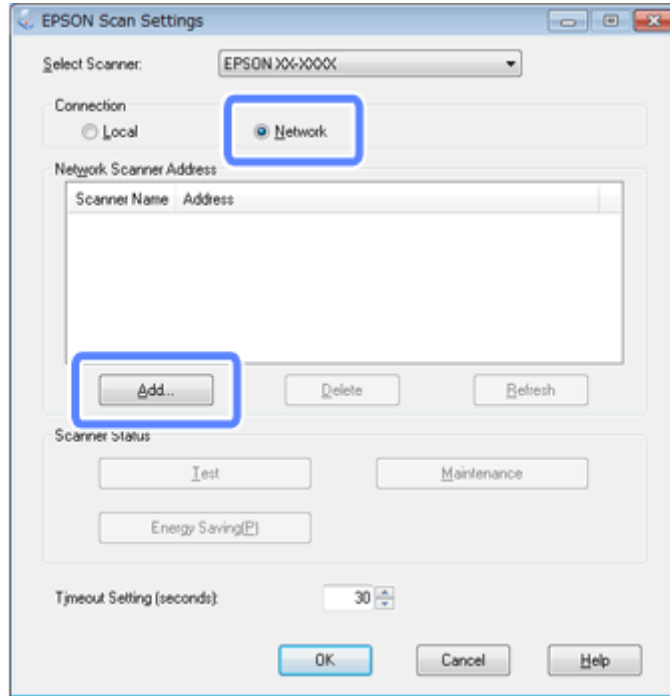 EPSON Scan Settings
Select Scanner: EPSON XX-XXXX
Connection
Local Network
Network Scanner Address
Scanner Name Address
Add... Delete Refresh
Scanner Status
Test Maintenance
Energy Saving(P)
Timeout Setting (seconds): 30
OK Cancel Help